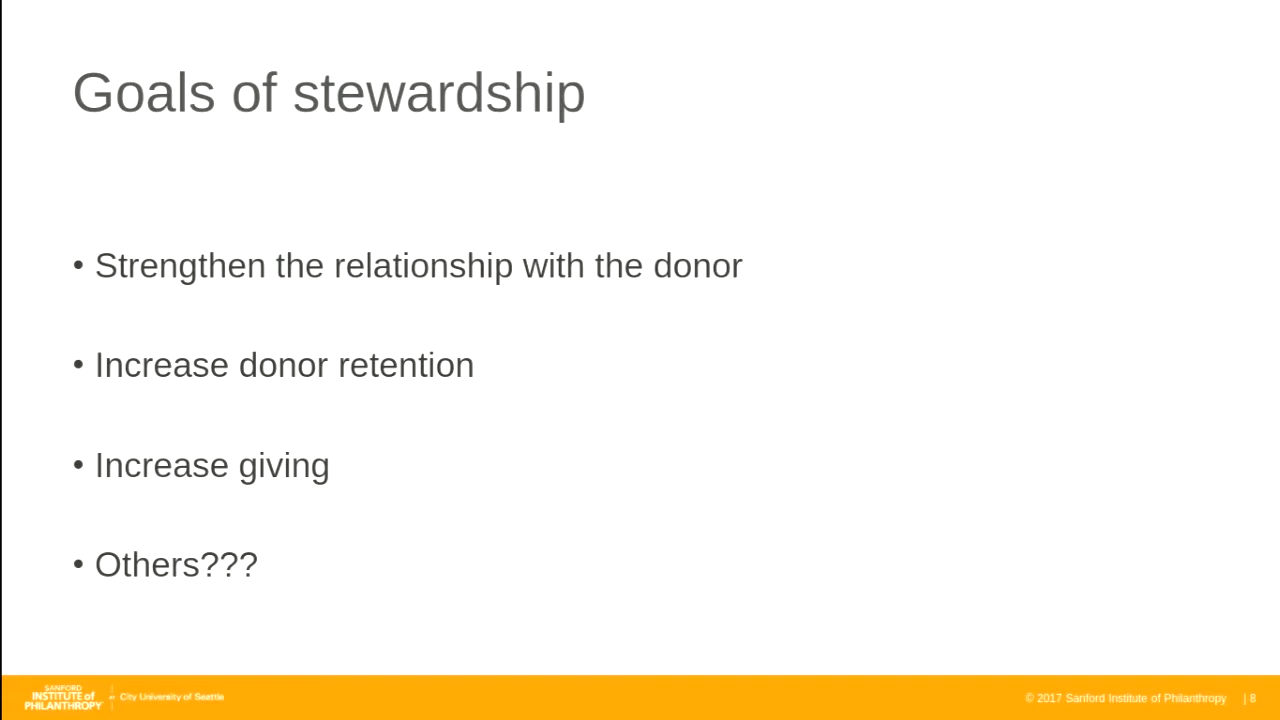 Goals of stewardship
• Strengthen the relationship with the donor
• Increase donor retention
• Increase giving
• Others???
SANFORD
INSTITUTE of
PHILANTHROPY
at
City University of Seattle
© 2017 Sanford Institute of Philanthropy | 8